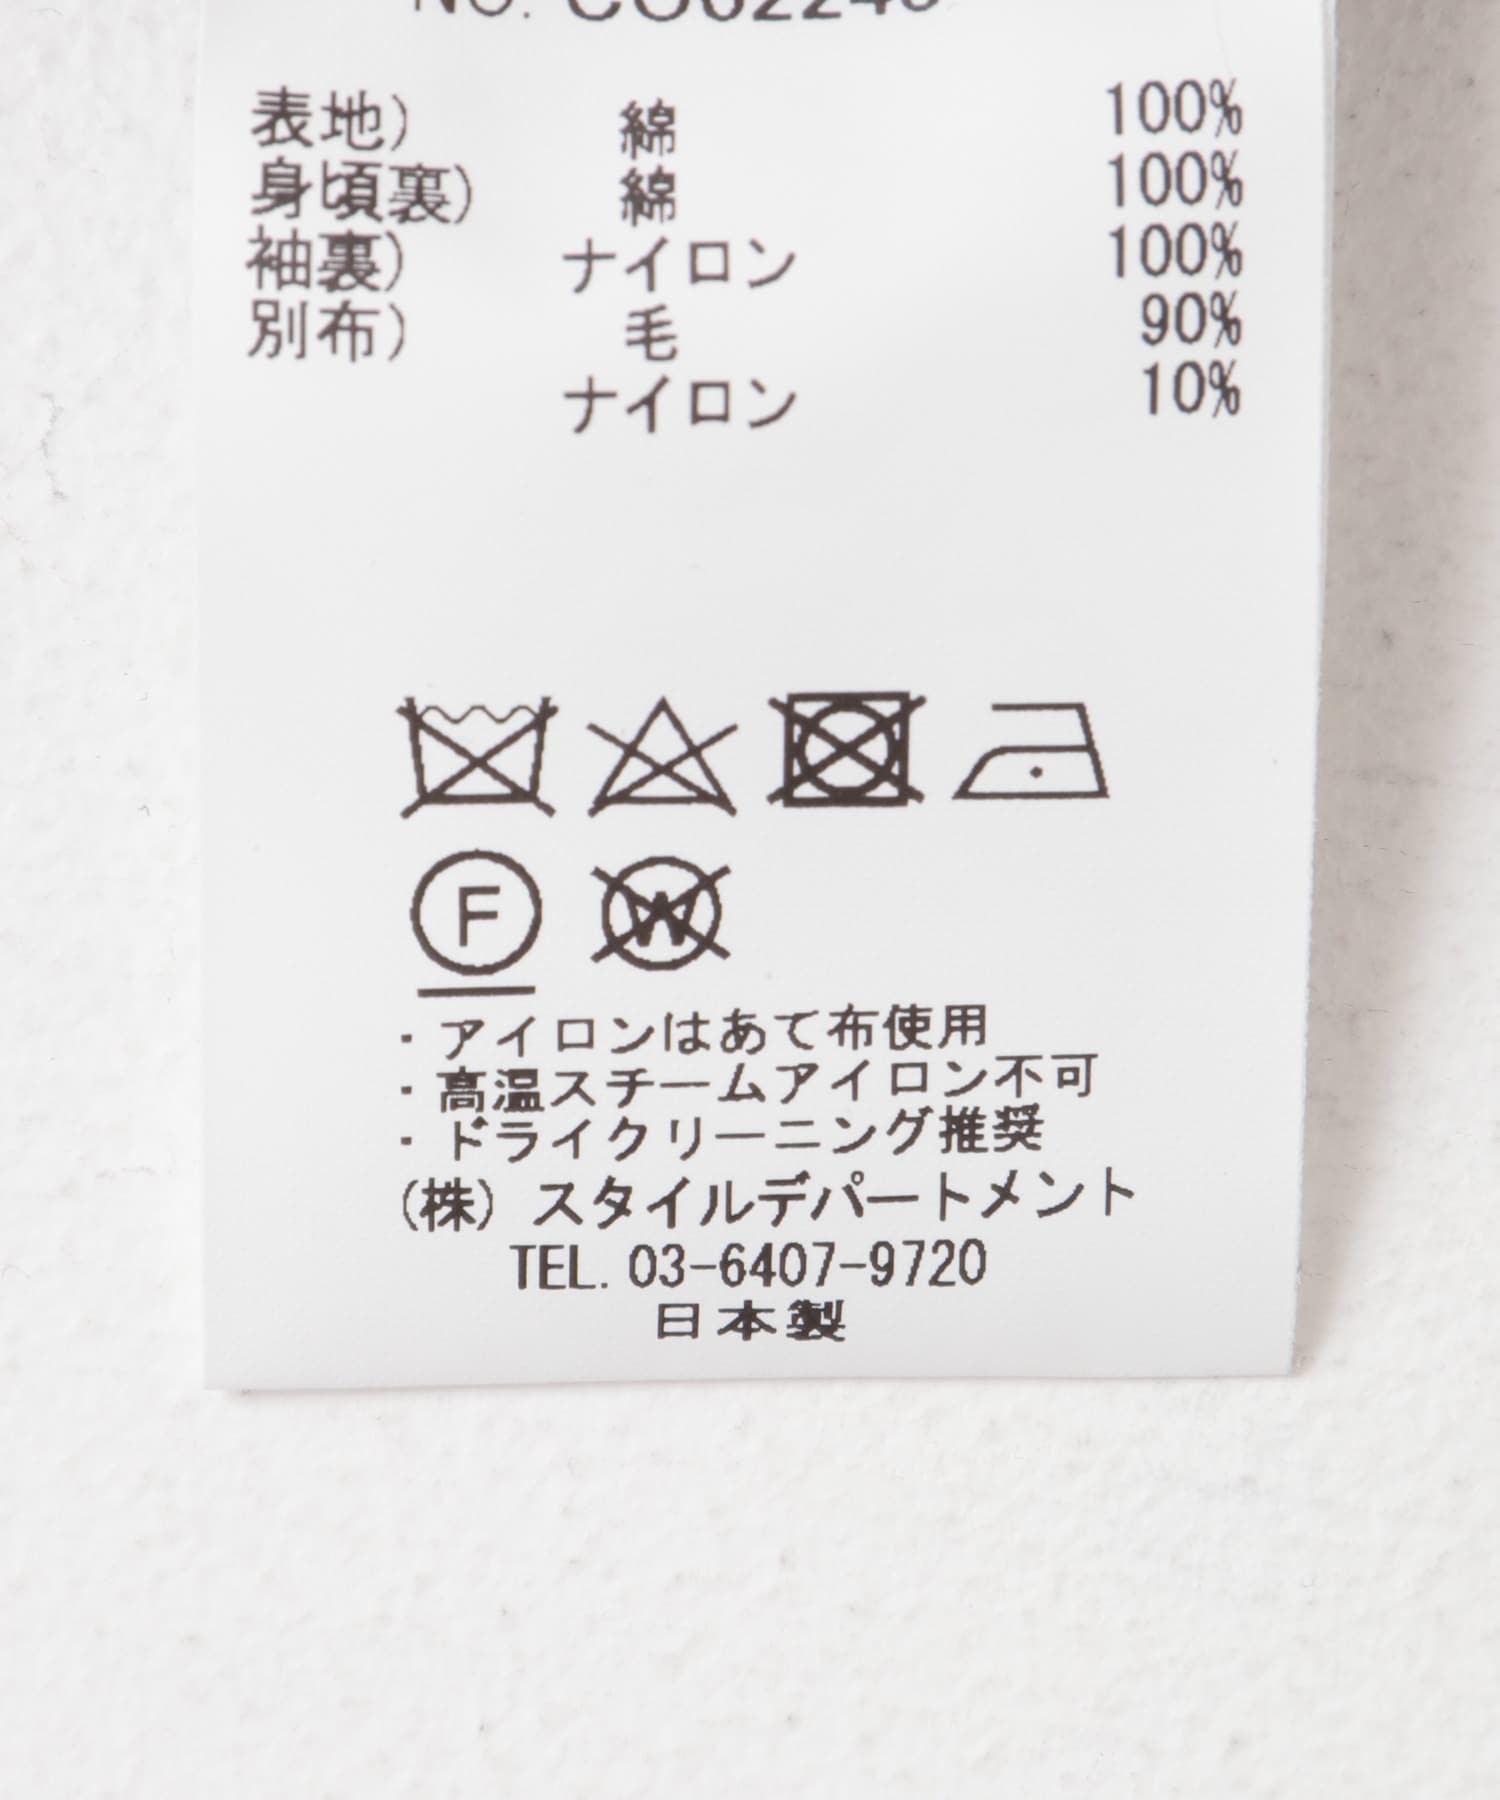 表地) 綿 100%
身頃裏) 綿 100%
袖裏) ナイロン 100%
別布) 毛 90%
ナイロン 10%
F W
・アイロンはあて布使用
・高温スチームアイロン不可
・ドライクリーニング推奨
(株) スタイルデパートメント
TEL. 03-6407-9720
日本製